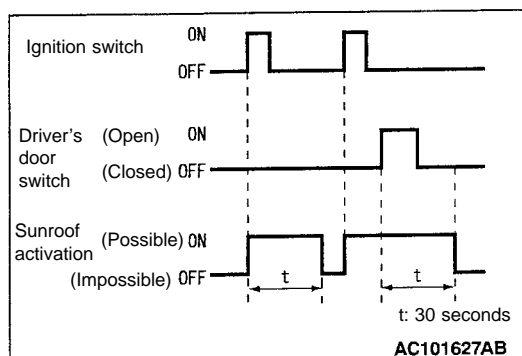 Ignition switch ON
OFF
Driver's door switch (Open) ON
(Closed) OFF
Sunroof activation (Possible) ON
(Impossible) OFF
t t
t: 30 seconds
AC101627AB